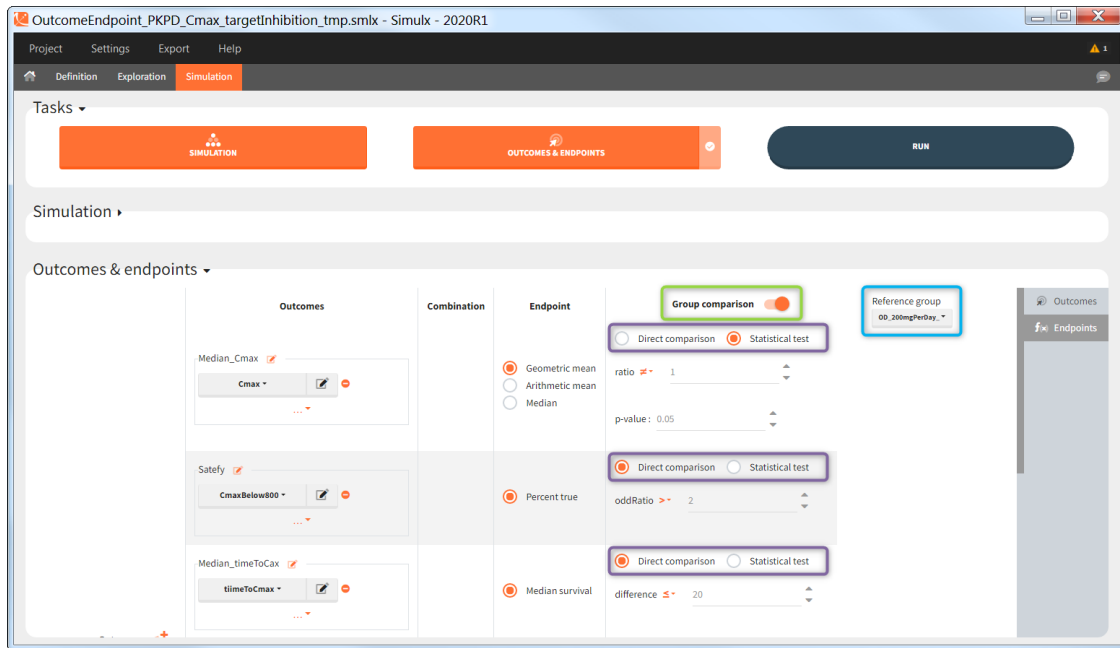 OutcomeEndpoint_PKPD_Cmax_targetInhibition_tmp.smlx - Simulx - 2020R1
Project Settings Export Help 1
Definition Exploration Simulation
Tasks
SIMULATION OUTCOMES & ENDPOINTS RUN
Simulation
Outcomes & endpoints
Outcomes Combination Endpoint Group comparison Reference group
OD_200mgPerDay_
Outcomes
f(x) Endpoints
Direct comparison Statistical test
Median_Cmax
Cmax
...
Geometric mean
Arithmetic mean
Median
ratio ≠ 1
p-value : 0.05
Satefy
CmaxBelow800
...
Percent true
Direct comparison Statistical test
oddRatio > 2
Median_timeToCax
tiimeToCmax
...
Median survival
Direct comparison Statistical test
difference ≤ 20